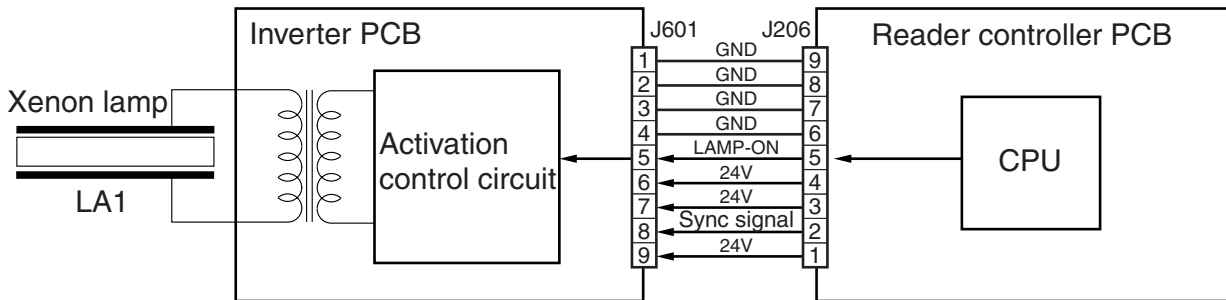 Inverter PCB
J601
J206
Reader controller PCB
Xenon lamp
LA1
Activation
control circuit
1 GND 9
2 GND 8
3 GND 7
4 GND 6
5 LAMP-ON 5
6 24V 4
7 24V 3
8 Sync signal 2
9 24V 1
CPU